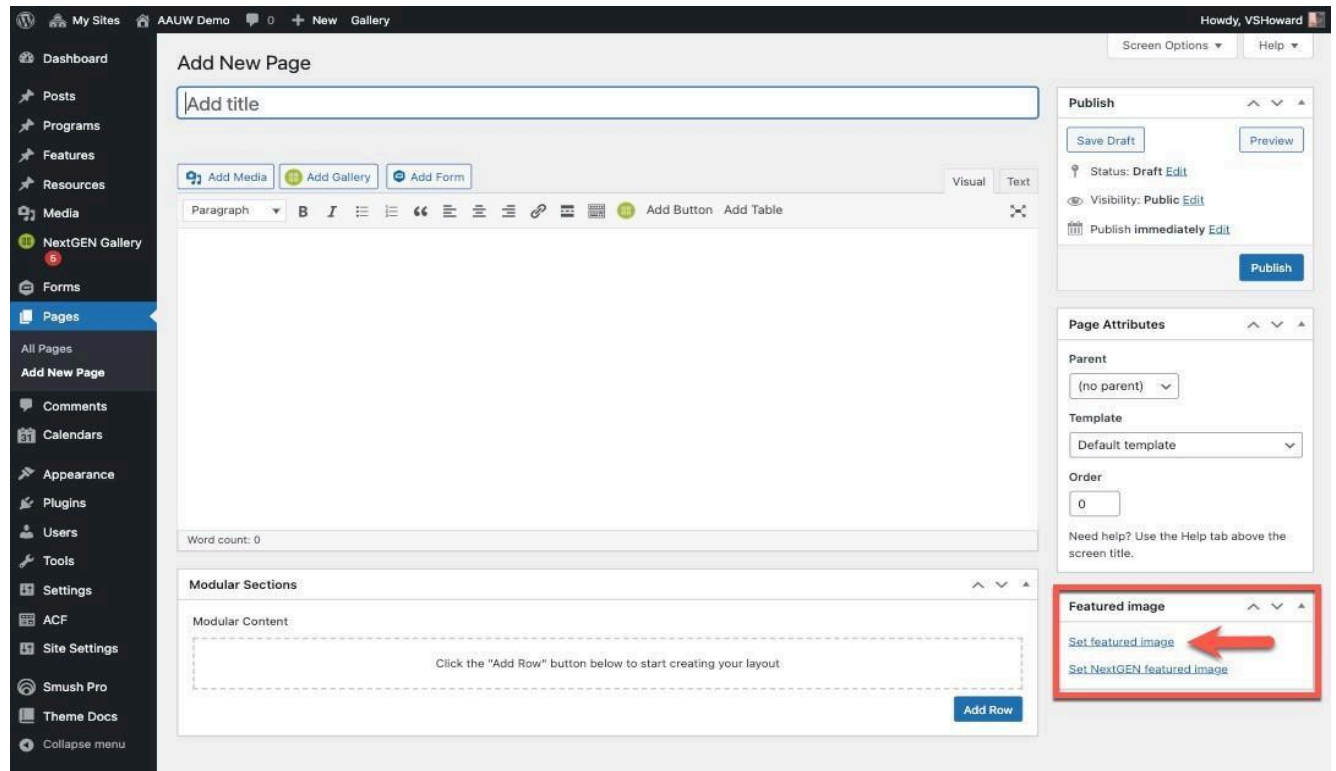 My Sites AAUW Demo 0 + New Gallery Howdy, VSHoward
Screen Options Help
Dashboard
Posts
Programs
Features
Resources
Media
NextGEN Gallery
5
Forms
Pages
All Pages
Add New Page
Comments
31 Calendars
Appearance
Plugins
Users
Tools
Settings
ACF
Site Settings
Smush Pro
Theme Docs
Collapse menu
Add New Page
Add title
Add Media Add Gallery Add Form
Visual Text
Paragraph B I Add Button Add Table
Word count: 0
Modular Sections
Modular Content
Click the "Add Row" button below to start creating your layout
Add Row
Publish
Save Draft Preview
Status: Draft Edit
Visibility: Public Edit
Publish immediately Edit
Publish
Page Attributes
Parent
(no parent)
Template
Default template
Order
0
Need help? Use the Help tab above the
screen title.
Featured image
Set featured image
Set NextGEN featured image